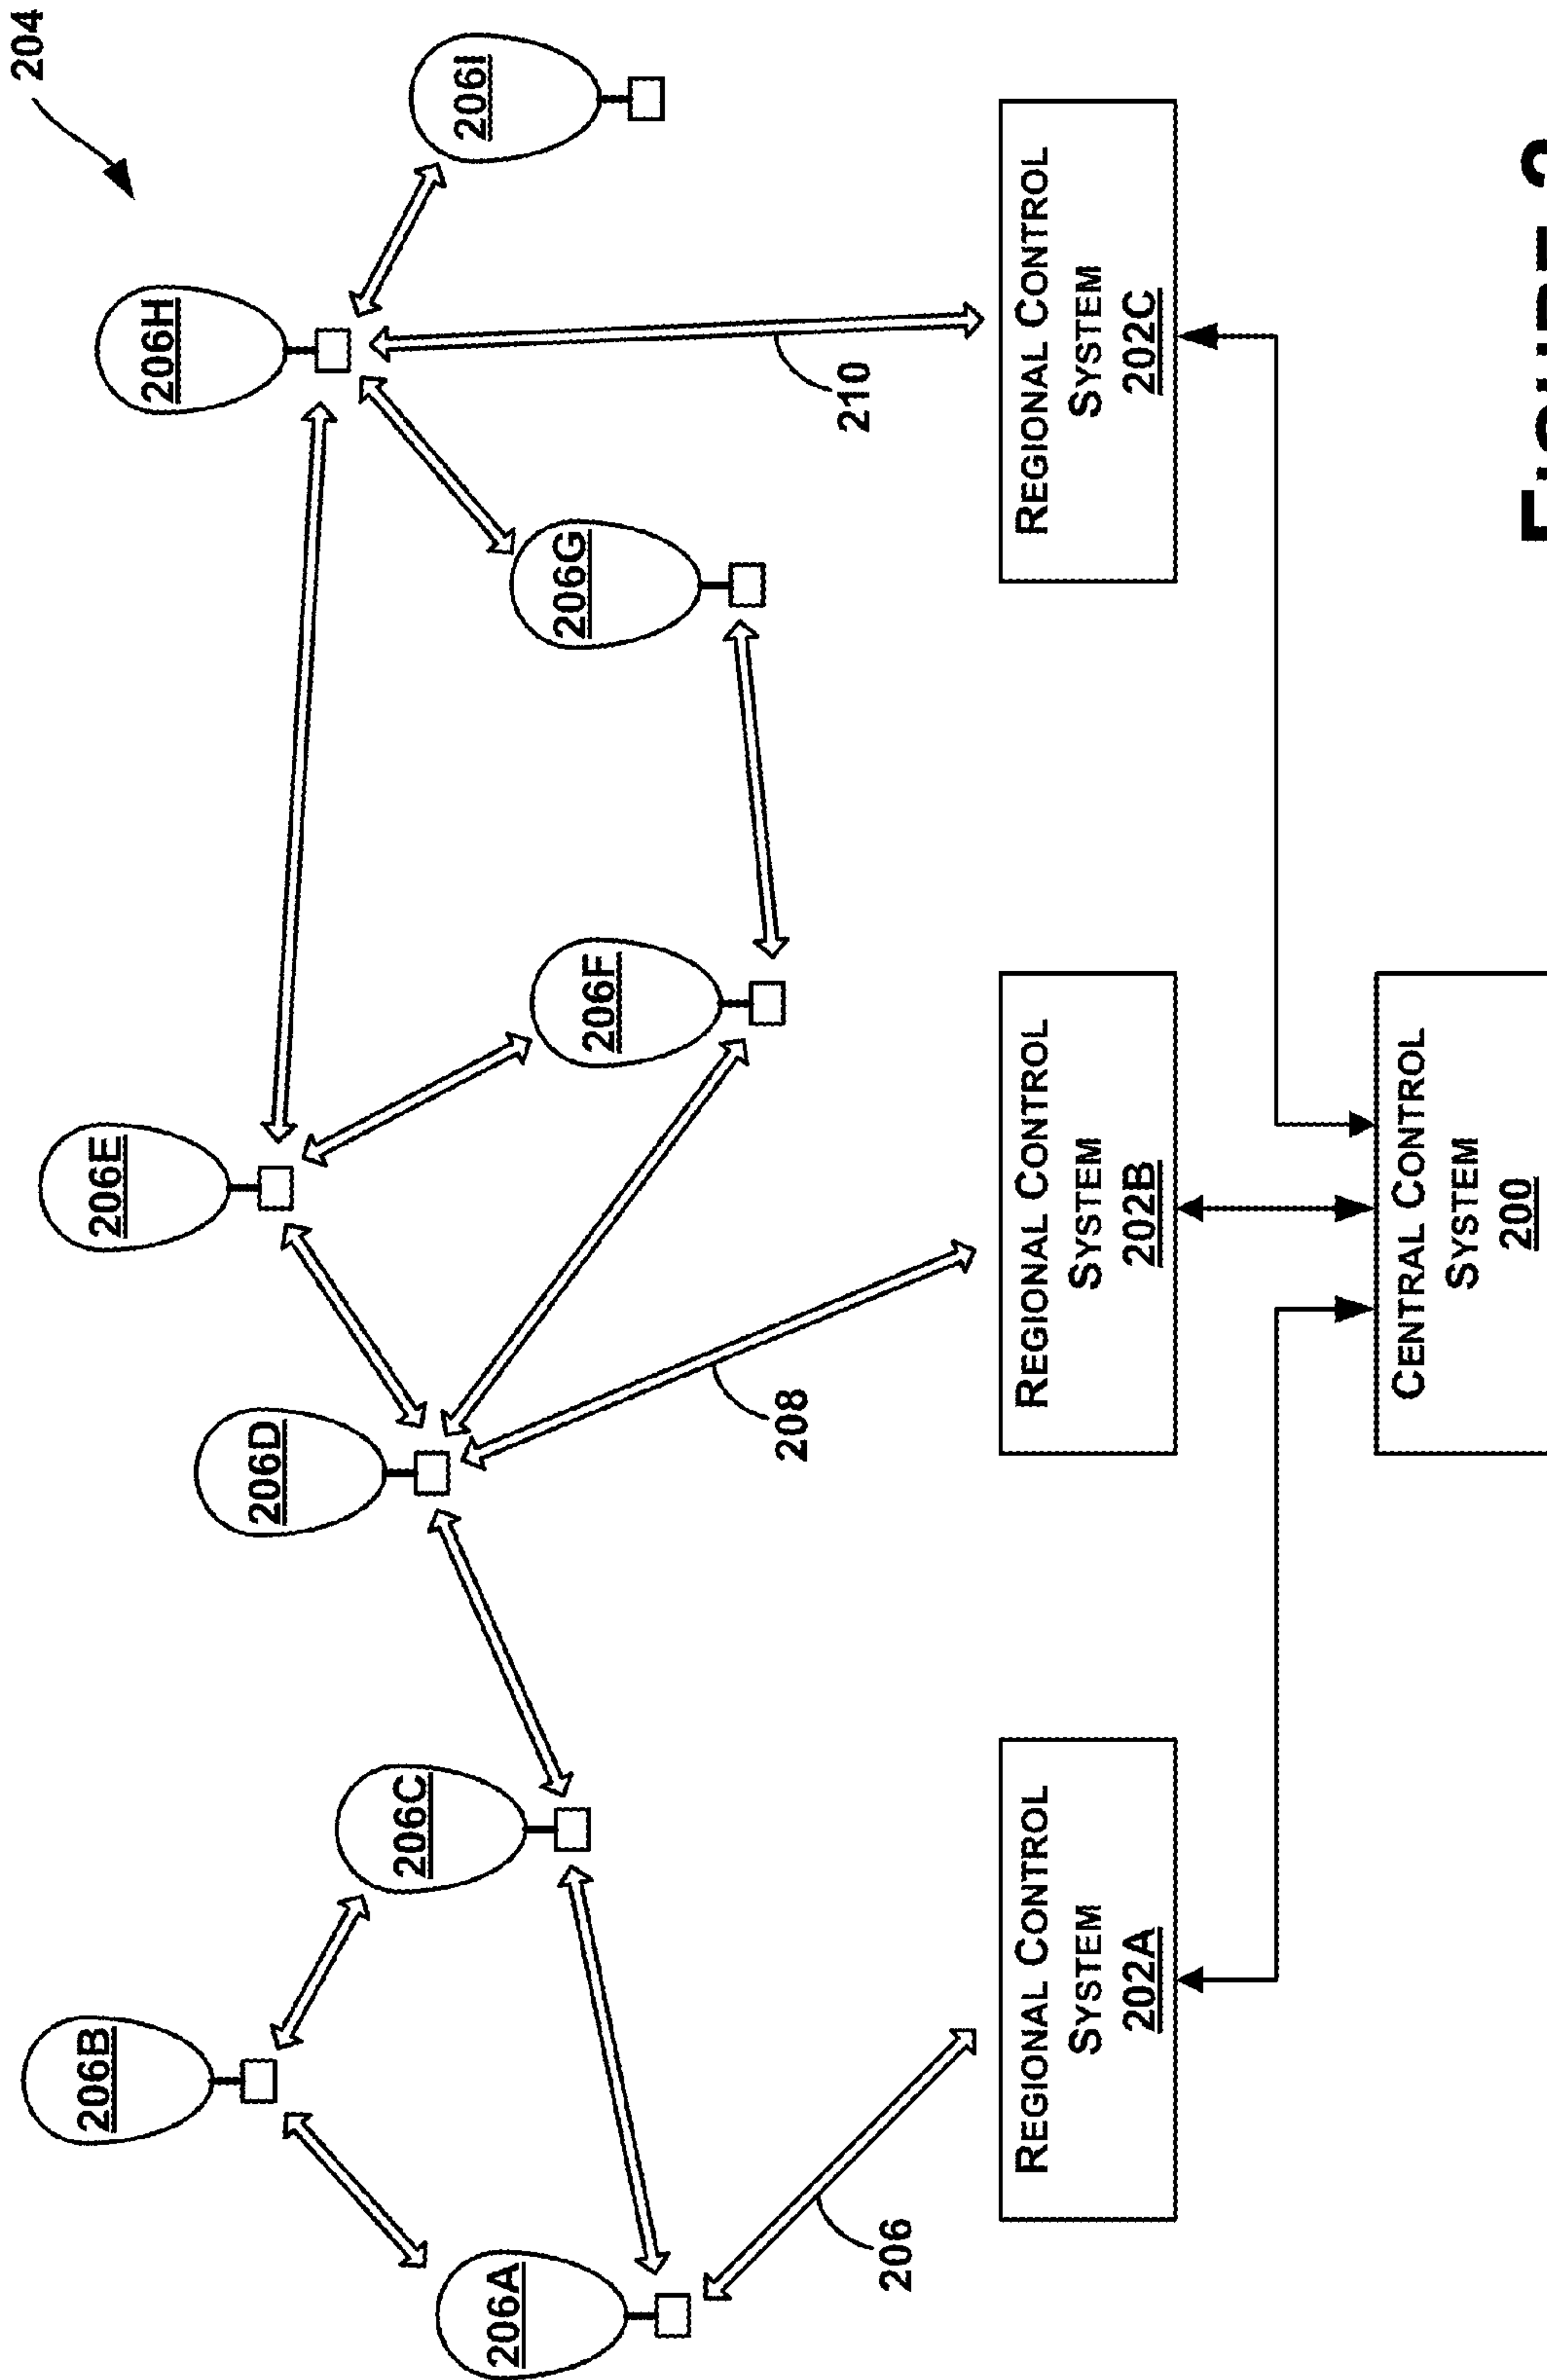 204
206B
206E
206H
206D
206I
206C
206A
206F
206G
206
208
210
REGIONAL CONTROL
SYSTEM
202A
REGIONAL CONTROL
SYSTEM
202B
REGIONAL CONTROL
SYSTEM
202C
CENTRAL CONTROL
SYSTEM
200